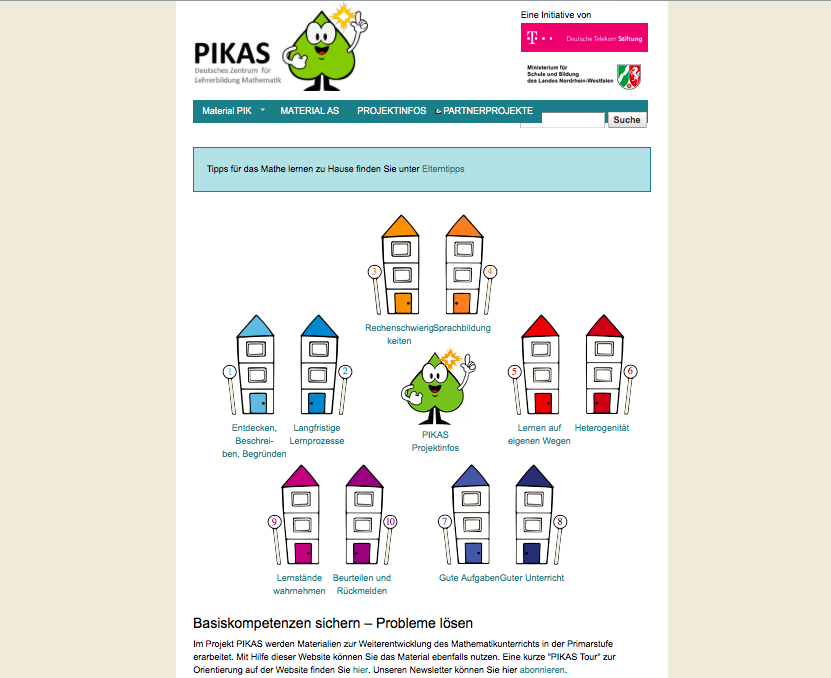 Eine Initiative von
PIKAS
Deutsches Zentrum für
Lehrerbildung Mathematik
T Deutsche Telekom Stiftung
Ministerium für
Schule und Bildung
des Landes Nordrhein-Westfalen
Material PIK MATERIAL AS PROJEKTINFOS PARTNERPROJEKTE
Suche
Tipps für das Mathe lernen zu Hause finden Sie unter Elterntipps
3 4
Rechenschwierig Sprachbildung
keiten
1 2 5 6
Entdecken, Langfristige Lernen auf Heterogenität
Beschrei- Lernprozesse eigenen Wegen
ben, Begründen
PIKAS
Projektinfos
9 10 7 8
Lernstände Beurteilen und Gute Aufgaben Guter Unterricht
wahrnehmen Rückmelden
Basiskompetenzen sichern – Probleme lösen
Im Projekt PIKAS werden Materialien zur Weiterentwicklung des Mathematikunterrichts in der Primarstufe
erarbeitet. Mit Hilfe dieser Website können Sie das Material ebenfalls nutzen. Eine kurze "PIKAS Tour" zur
Orientierung auf der Website finden Sie hier. Unseren Newsletter können Sie hier abonnieren.